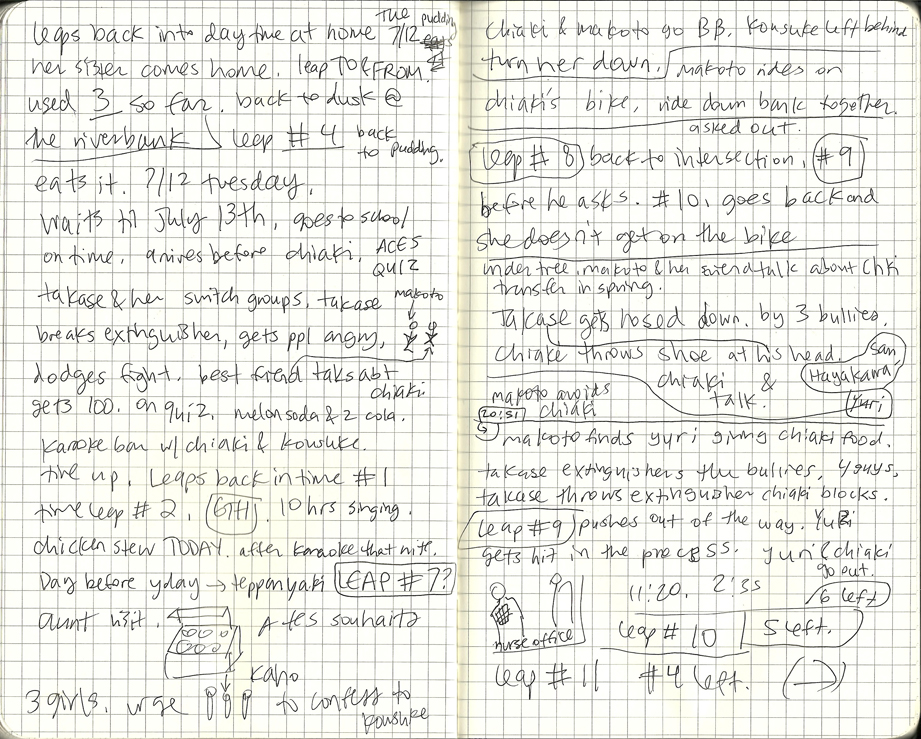 The pudding
leaps back into daytime at home 7/12
her sister comes home. leap TO & FROM.
used 3 so far. back to dusk @
the riverbank leap #4 back to pudding.
eats it. 7/12 tuesday.
waits til July 13th, goes to school
on time, arrives before chiaki. ACES QUIZ
takase & her switch groups, takase makoto
breaks extinguisher, gets ppl angry,
dodges fight. best friend talks abt chiaki.
gets 100. on quiz. melon soda & 2 cola.
karaoke bar w/ chiaki & kousuke.
time up. Leaps back in time #1
time leap #2. 6TH 10 hrs singing.
chicken stew TODAY. after karaoke that nite.
Day before yday → teppanyaki LEAP #7?
aunt visit. A tes souhaits
kaho
3 girls. urge to confess to kousuke
chiaki & makoto go BB. kousuke left behind
turn her down. makoto rides on
chiaki's bike, ride down bank together.
asked out.
leap #8 back to intersection, #9
before he asks. #10, goes back and
she doesn't get on the bike
under tree, makoto & her friend talk about Chki
transfer in spring.
Takase gets hosed down. by 3 bullies.
chiake throws shoe at his head. San
Hayakawa
chiaki & talk. Yuri
makoto avoids
20:51 chiaki
makoto finds yuri giving chiaki food.
takase extinguishers the bullies, 4 guys,
takase throws extinguisher chiaki blocks.
leap #9 pushes out of the way. Yuri
gets hit in the process. yuri & chiaki
go out.
11:20. 2:35 6 left
nurse office leap #10 5 left.
leap #11 #4 left. (→)